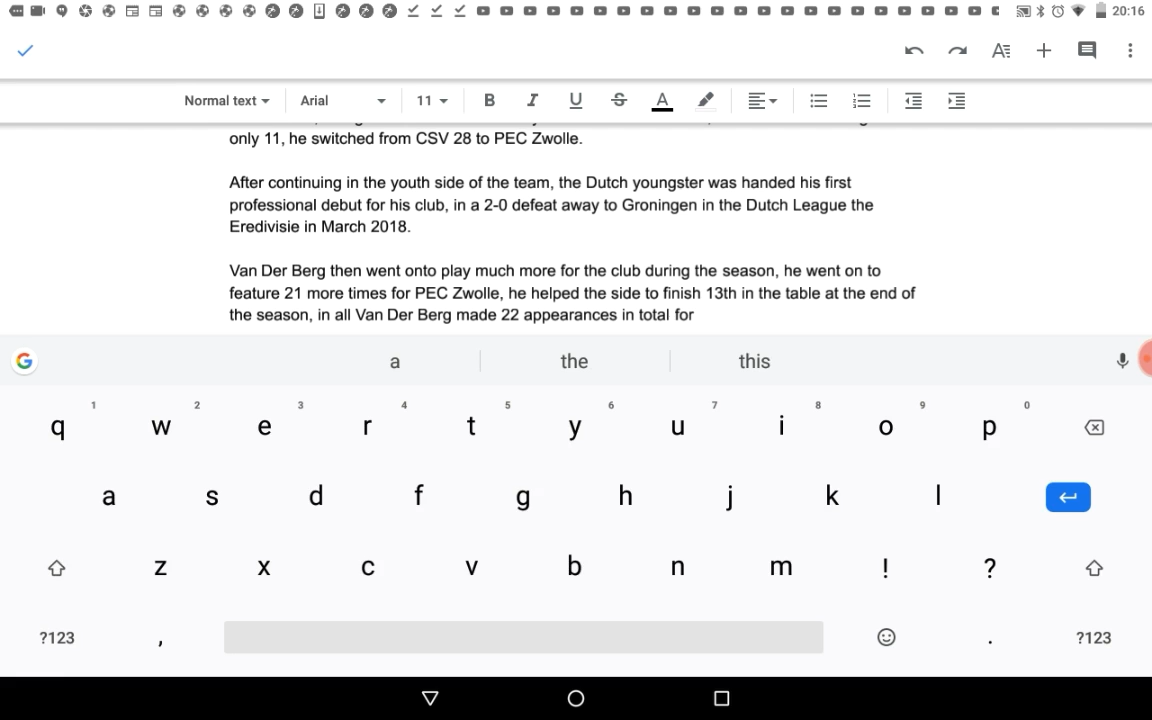 20:16
Normal text Arial 11 B I U S A
only 11, he switched from CSV 28 to PEC Zwolle.
After continuing in the youth side of the team, the Dutch youngster was handed his first
professional debut for his club, in a 2-0 defeat away to Groningen in the Dutch League the
Eredivisie in March 2018.
Van Der Berg then went onto play much more for the club during the season, he went on to
feature 21 more times for PEC Zwolle, he helped the side to finish 13th in the table at the end of
the season, in all Van Der Berg made 22 appearances in total for
G a the this
1 2 3 4 5 6 7 8 9 0
q w e r t y u i o p
a s d f g h j k l
z x c v b n m ! ?
?123 , . ?123